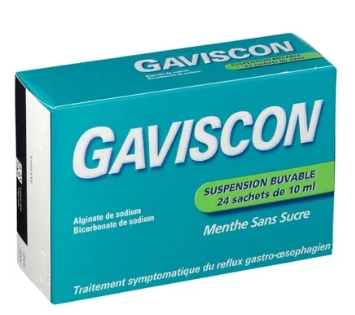 GAVISCON
GAVISCON
SUSPENSION BUVABLE
24 sachets de 10 ml
Alginate de sodium
Bicarbonate de sodium
Menthe Sans Sucre
Traitement symptomatique du reflux gastro-œsophagien